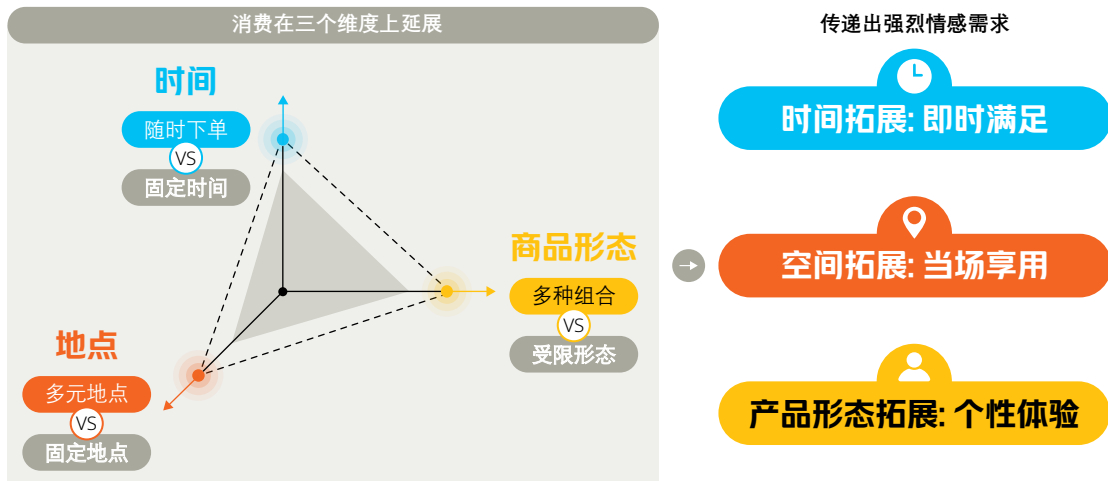 消费在三个维度上延展
时间
随时下单
VS
固定时间
商品形态
多种组合
VS
受限形态
地点
多元地点
VS
固定地点
传递出强烈情感需求
时间拓展: 即时满足
空间拓展: 当场享用
产品形态拓展: 个性体验